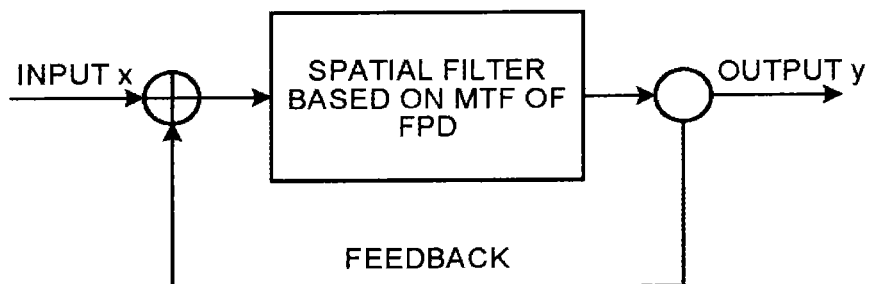 INPUT x
SPATIAL FILTER
BASED ON MTF OF
FPD
OUTPUT y
FEEDBACK